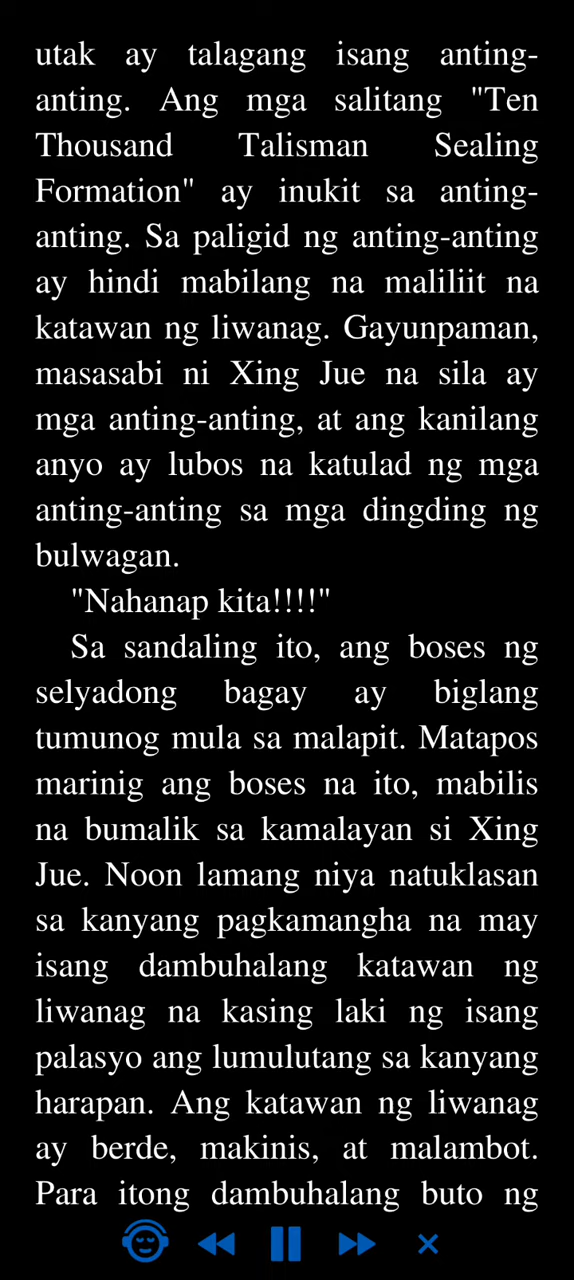 utak ay talagang isang anting-
anting. Ang mga salitang "Ten
Thousand Talisman Sealing
Formation" ay inukit sa anting-
anting. Sa paligid ng anting-anting
ay hindi mabilang na maliliit na
katawan ng liwanag. Gayunpaman,
masasabi ni Xing Jue na sila ay
mga anting-anting, at ang kanilang
anyo ay lubos na katulad ng mga
anting-anting sa mga dingding ng
bulwagan.
"Nahanap kita!!!!"
Sa sandaling ito, ang boses ng
selyadong bagay ay biglang
tumunog mula sa malapit. Matapos
marinig ang boses na ito, mabilis
na bumalik sa kamalayan si Xing
Jue. Noon lamang niya natuklasan
sa kanyang pagkamangha na may
isang dambuhalang katawan ng
liwanag na kasing laki ng isang
palasyo ang lumulutang sa kanyang
harapan. Ang katawan ng liwanag
ay berde, makinis, at malambot.
Para itong dambuhalang buto ng